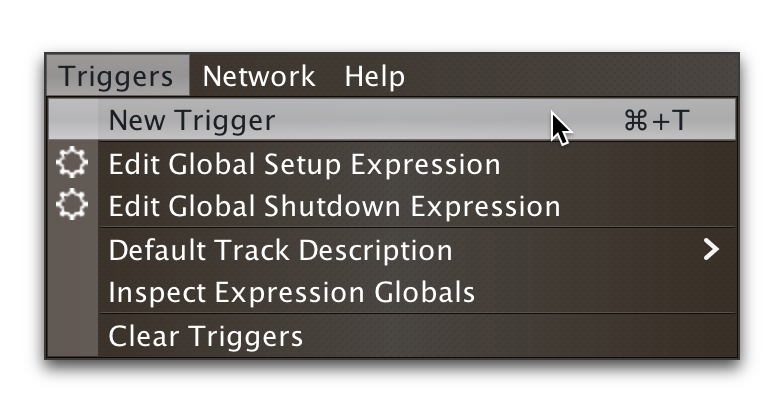 Triggers Network Help
New Trigger ⌘+T
Edit Global Setup Expression
Edit Global Shutdown Expression
Default Track Description
Inspect Expression Globals
Clear Triggers